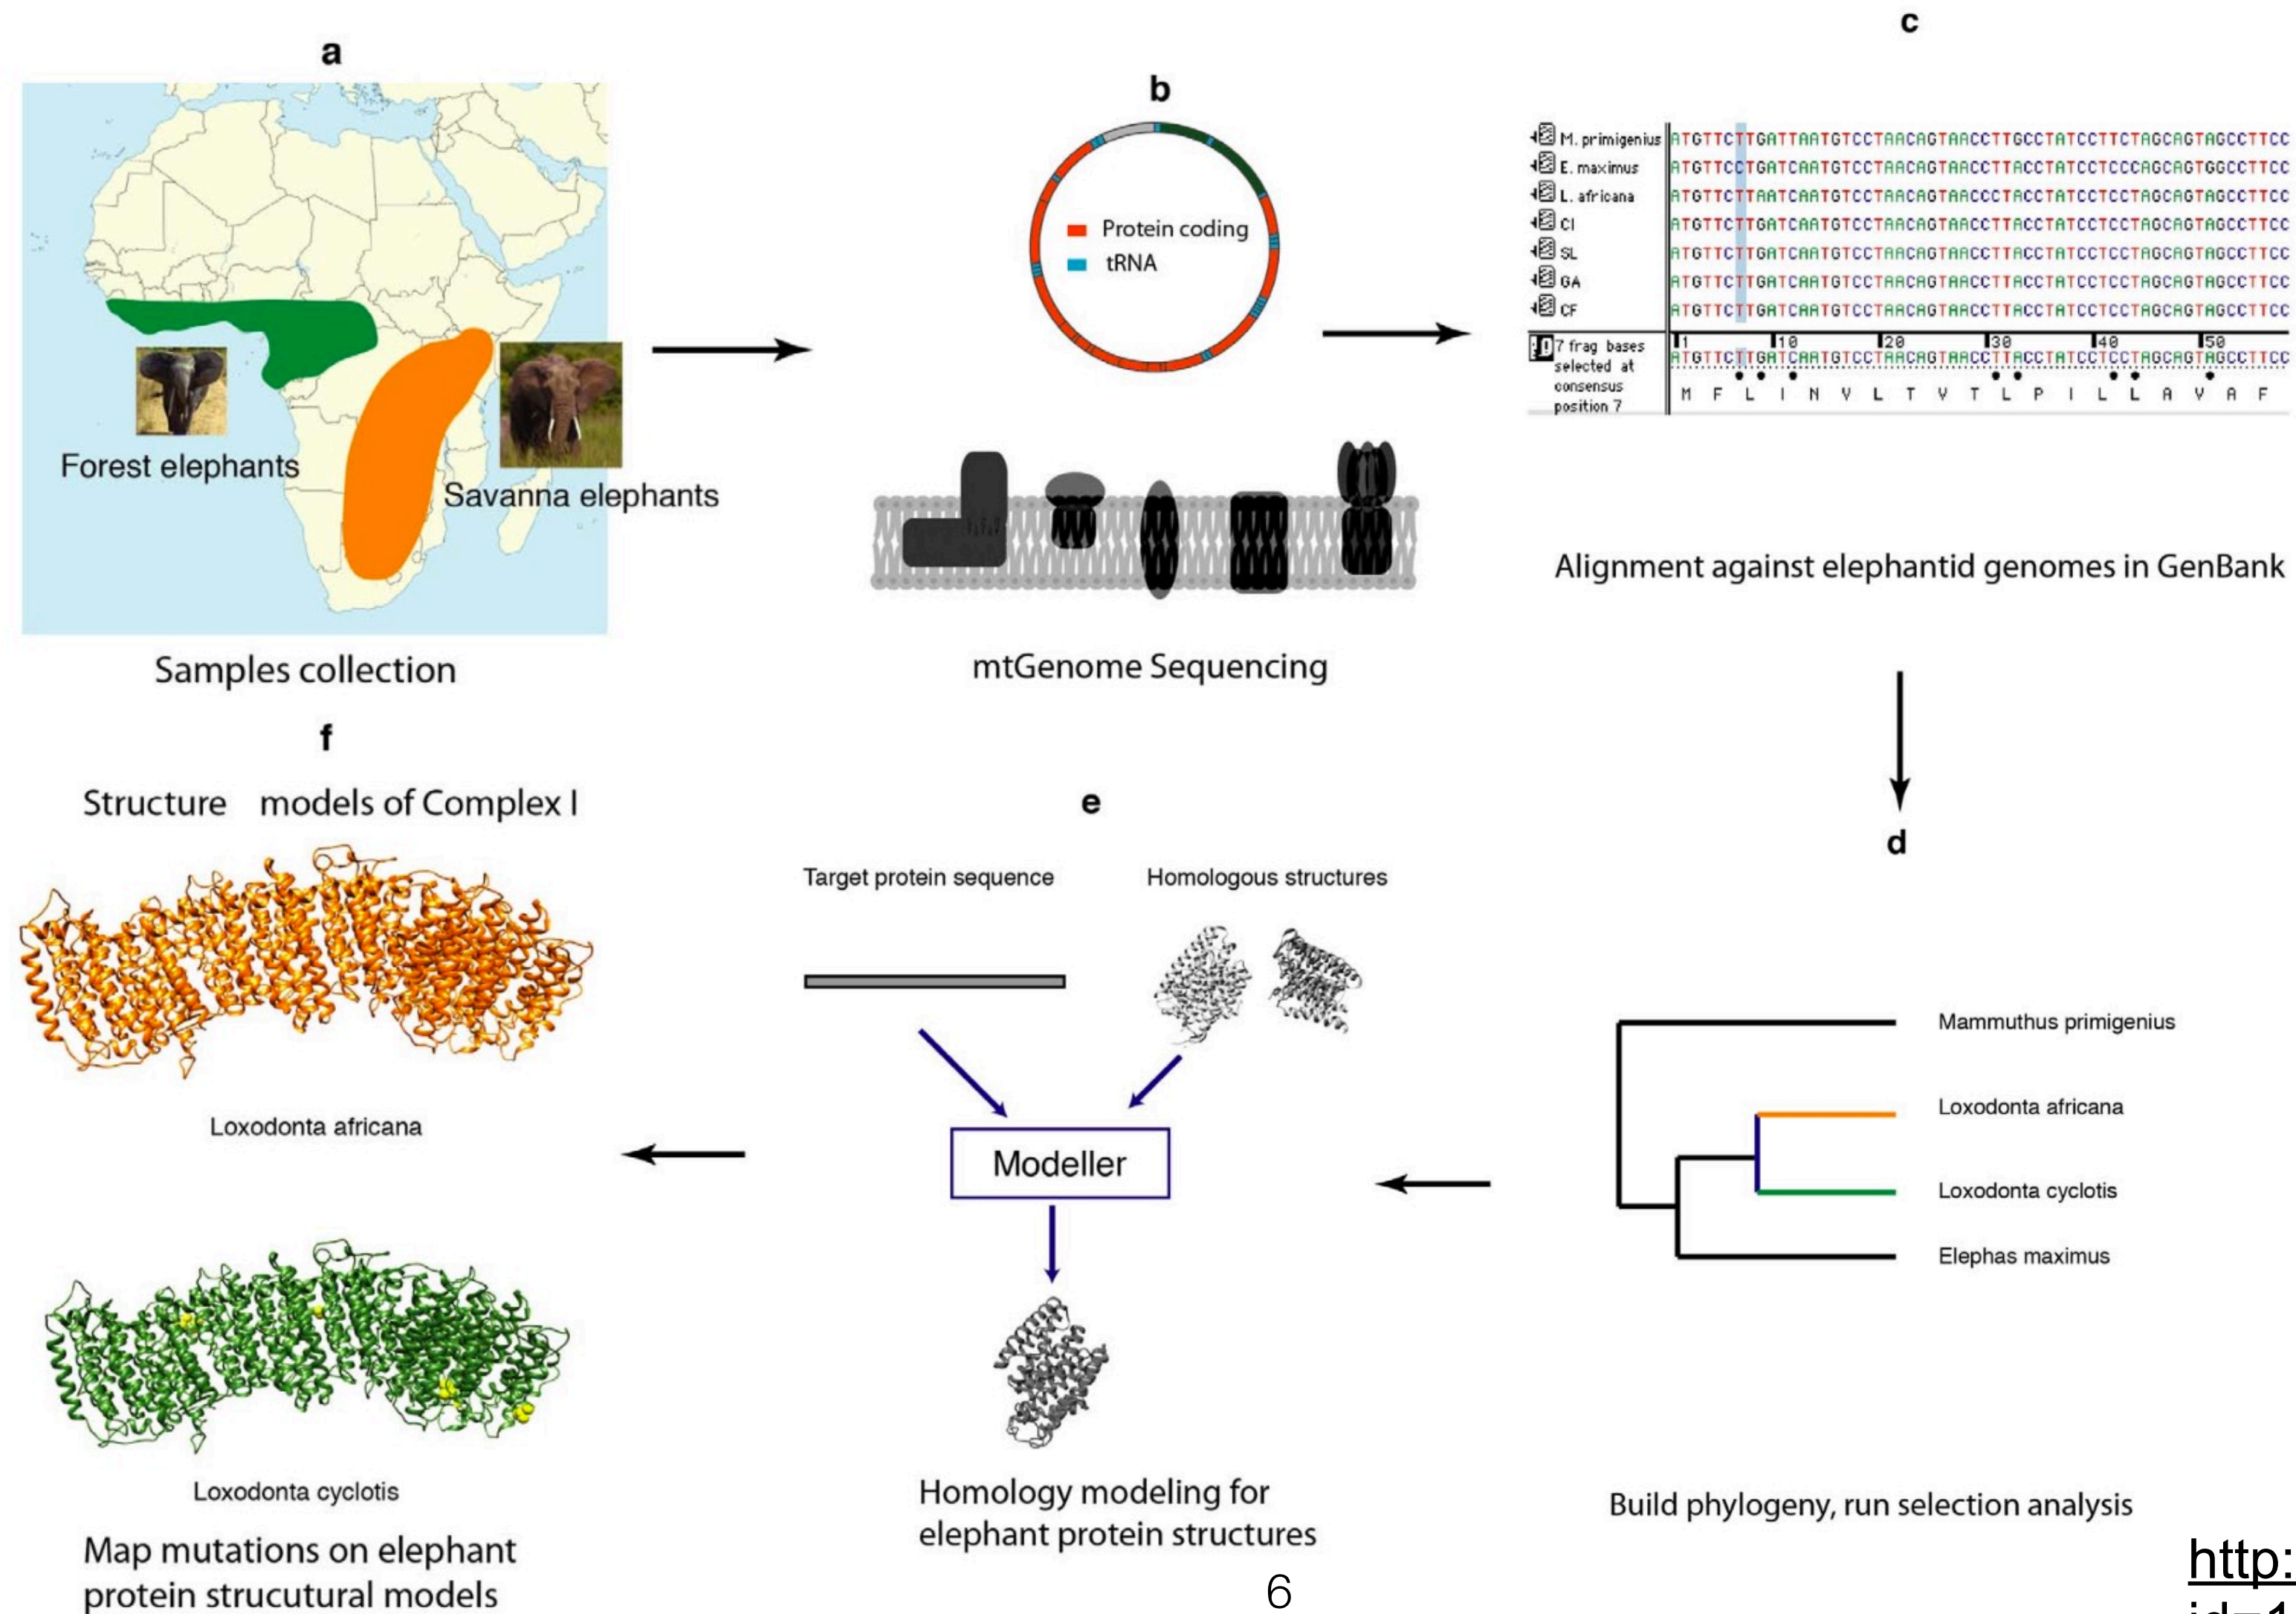 a
Forest elephants
Savanna elephants
Samples collection
b
Protein coding
tRNA
mtGenome Sequencing
c
M. primigenius ATGTTCTTGATTAATGTCCTAACAGTAACCTTGCCTATCCTTCTAGCAGTAGCCTTCC
E. maximus ATGTTCCTGATCAATGTCCTAACAGTAACCTTACCTATCCTCCCAGCAGTGGCCTTCC
L. africana ATGTTCTTAATCAATGTCCTAACAGTAACCCTACCTATCCTCCTAGCAGTAGCCTTCC
CI ATGTTCTTGATCAATGTCCTAACAGTAACCTTACCTATCCTCCTAGCAGTAGCCTTCC
SL ATGTTCTTGATCAATGTCCTAACAGTAACCTTACCTATCCTCCTAGCAGTAGCCTTCC
GA ATGTTCTTGATCAATGTCCTAACAGTAACCTTACCTATCCTCCTAGCAGTAGCCTTCC
CF ATGTTCTTGATCAATGTCCTAACAGTAACCTTACCTATCCTCCTAGCAGTAGCCTTCC
7 frag bases
selected at
consensus
position 7
1 10 20 30 40 50
ATGTTCTTGATCAATGTCCTAACAGTAACCTTACCTATCCTCCTAGCAGTAGCCTTCC
M F L I N V L T V T L P I L L A V A F
Alignment against elephantid genomes in GenBank
d
Mammuthus primigenius
Loxodonta africana
Loxodonta cyclotis
Elephas maximus
Build phylogeny, run selection analysis
e
Target protein sequence
Homologous structures
Modeller
Homology modeling for
elephant protein structures
f
Structure models of Complex I
Loxodonta africana
Loxodonta cyclotis
Map mutations on elephant
protein strucutural models
6
http: